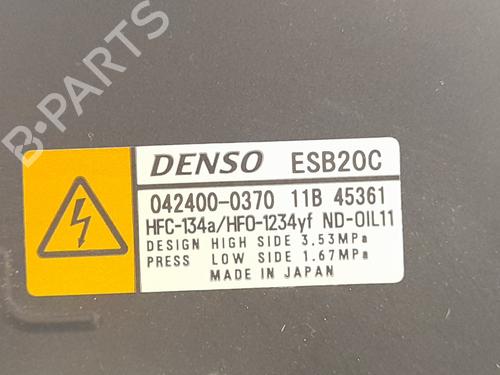 B-PARTS
DENSO ESB20C
042400-0370 11B 45361
HFC-134a/HFO-1234yf ND-OIL11
DESIGN HIGH SIDE 3.53MPa
PRESS LOW SIDE 1.67MPa
MADE IN JAPAN